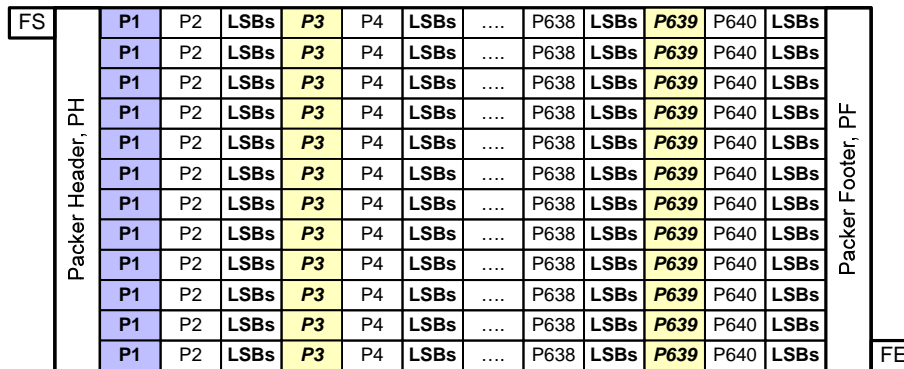 FS P1 P2 LSBs P3 P4 LSBs .... P638 LSBs P639 P640 LSBs
P1 P2 LSBs P3 P4 LSBs .... P638 LSBs P639 P640 LSBs
P1 P2 LSBs P3 P4 LSBs .... P638 LSBs P639 P640 LSBs
P1 P2 LSBs P3 P4 LSBs .... P638 LSBs P639 P640 LSBs
P1 P2 LSBs P3 P4 LSBs .... P638 LSBs P639 P640 LSBs
P1 P2 LSBs P3 P4 LSBs .... P638 LSBs P639 P640 LSBs
P1 P2 LSBs P3 P4 LSBs .... P638 LSBs P639 P640 LSBs
P1 P2 LSBs P3 P4 LSBs .... P638 LSBs P639 P640 LSBs
P1 P2 LSBs P3 P4 LSBs .... P638 LSBs P639 P640 LSBs
P1 P2 LSBs P3 P4 LSBs .... P638 LSBs P639 P640 LSBs
P1 P2 LSBs P3 P4 LSBs .... P638 LSBs P639 P640 LSBs
P1 P2 LSBs P3 P4 LSBs .... P638 LSBs P639 P640 LSBs FE
Packer Header, PH
Packer Footer, PF